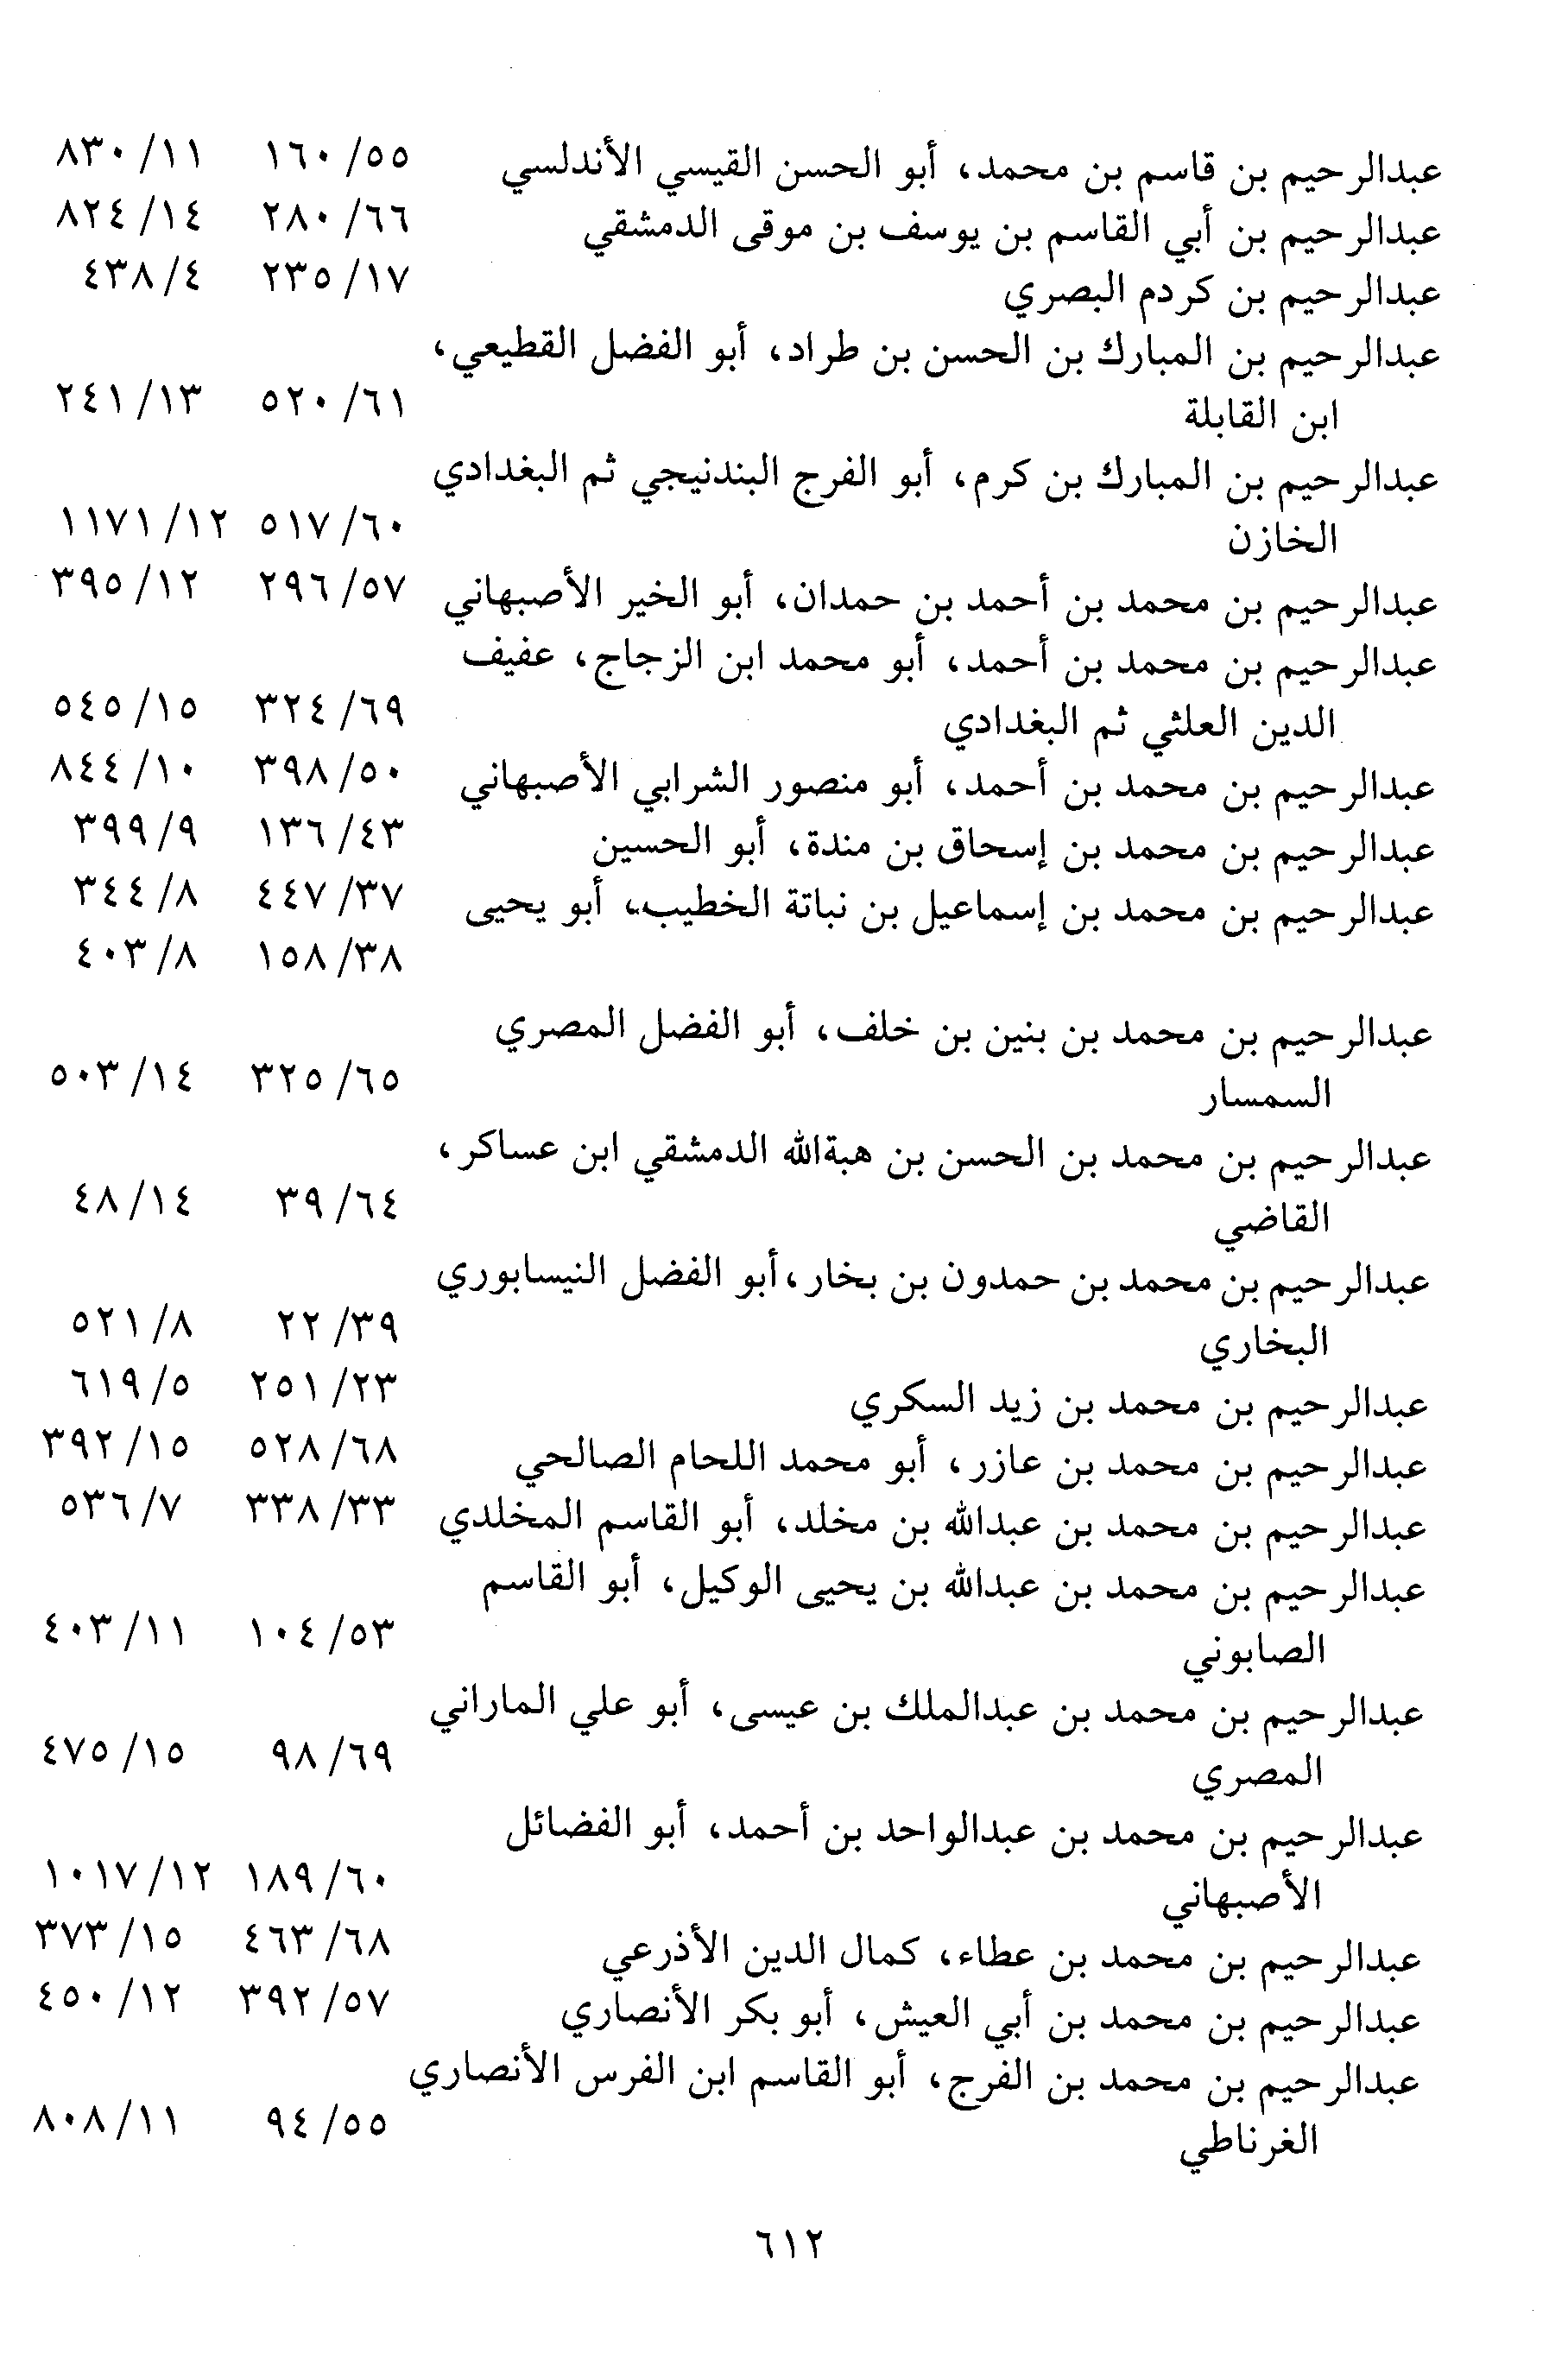 عبدالرحيم بن قاسم بن محمد، أبو الحسن القيسي الأندلسي ٥٥/ ١٦٠ ١١/ ٨٣٠
عبدالرحيم بن أبي القاسم بن يوسف بن موقى الدمشقي ٦٦/ ٢٨٠ ١٤/ ٨٢٤
عبدالرحيم بن كردم البصري ١٧/ ٢٣٥ ٤/ ٤٣٨
عبدالرحيم بن المبارك بن الحسن بن طراد، أبو الفضل القطيعي،
ابن القابلة ٦١/ ٥٢٠ ١٣/ ٢٤١
عبدالرحيم بن المبارك بن كرم، أبو الفرج البندنيجي ثم البغدادي
الخازن ٦٠/ ٥١٧ ١٢/ ١١٧١
عبدالرحيم بن محمد بن أحمد بن حمدان، أبو الخير الأصبهاني ٥٧/ ٢٩٦ ١٢/ ٣٩٥
عبدالرحيم بن محمد بن أحمد، أبو محمد ابن الزجاج، عفيف
الدين العلثي ثم البغدادي ٦٩/ ٣٢٤ ١٥/ ٥٤٥
عبدالرحيم بن محمد بن أحمد، أبو منصور الشرابي الأصبهاني ٥٠/ ٣٩٨ ١٠/ ٨٤٤
عبدالرحيم بن محمد بن إسحاق بن مندة، أبو الحسين ٤٣/ ١٣٦ ٩/ ٣٩٩
عبدالرحيم بن محمد بن إسماعيل بن نباتة الخطيب، أبو يحيى ٣٧/ ٤٤٧ ٨/ ٣٤٤
٣٨/ ١٥٨ ٨/ ٤٠٣
عبدالرحيم بن محمد بن بنين بن خلف، أبو الفضل المصري
السمسار ٦٥/ ٣٢٥ ١٤/ ٥٠٣
عبدالرحيم بن محمد بن الحسن بن هبةالله الدمشقي ابن عساكر،
القاضي ٦٤/ ٣٩ ١٤/ ٤٨
عبدالرحيم بن محمد بن حمدون بن بخار، أبو الفضل النيسابوري
البخاري ٣٩/ ٢٢ ٨/ ٥٢١
عبدالرحيم بن محمد بن زيد السكري ٢٣/ ٢٥١ ٥/ ٦١٩
عبدالرحيم بن محمد بن عازر، أبو محمد اللحام الصالحي ٦٨/ ٥٢٨ ١٥/ ٣٩٢
عبدالرحيم بن محمد بن عبدالله بن مخلد، أبو القاسم المخلدي ٣٣/ ٣٣٨ ٧/ ٥٣٦
عبدالرحيم بن محمد بن عبدالله بن يحيى الوكيل، أبو القاسم
الصابوني ٥٣/ ١٠٤ ١١/ ٤٠٣
عبدالرحيم بن محمد بن عبدالملك بن عيسى، أبو علي الماراني
المصري ٦٩/ ٩٨ ١٥/ ٤٧٥
عبدالرحيم بن محمد بن عبدالواحد بن أحمد، أبو الفضائل
الأصبهاني ٦٠/ ١٨٩ ١٢/ ١٠١٧
عبدالرحيم بن محمد بن عطاء، كمال الدين الأذرعي ٦٨/ ٤٦٣ ١٥/ ٣٧٣
عبدالرحيم بن محمد بن أبي العيش، أبو بكر الأنصاري ٥٧/ ٣٩٢ ١٢/ ٤٥٠
عبدالرحيم بن محمد بن الفرج، أبو القاسم ابن الفرس الأنصاري
الغرناطي ٥٥/ ٩٤ ١١/ ٨٠٨
٦١٢